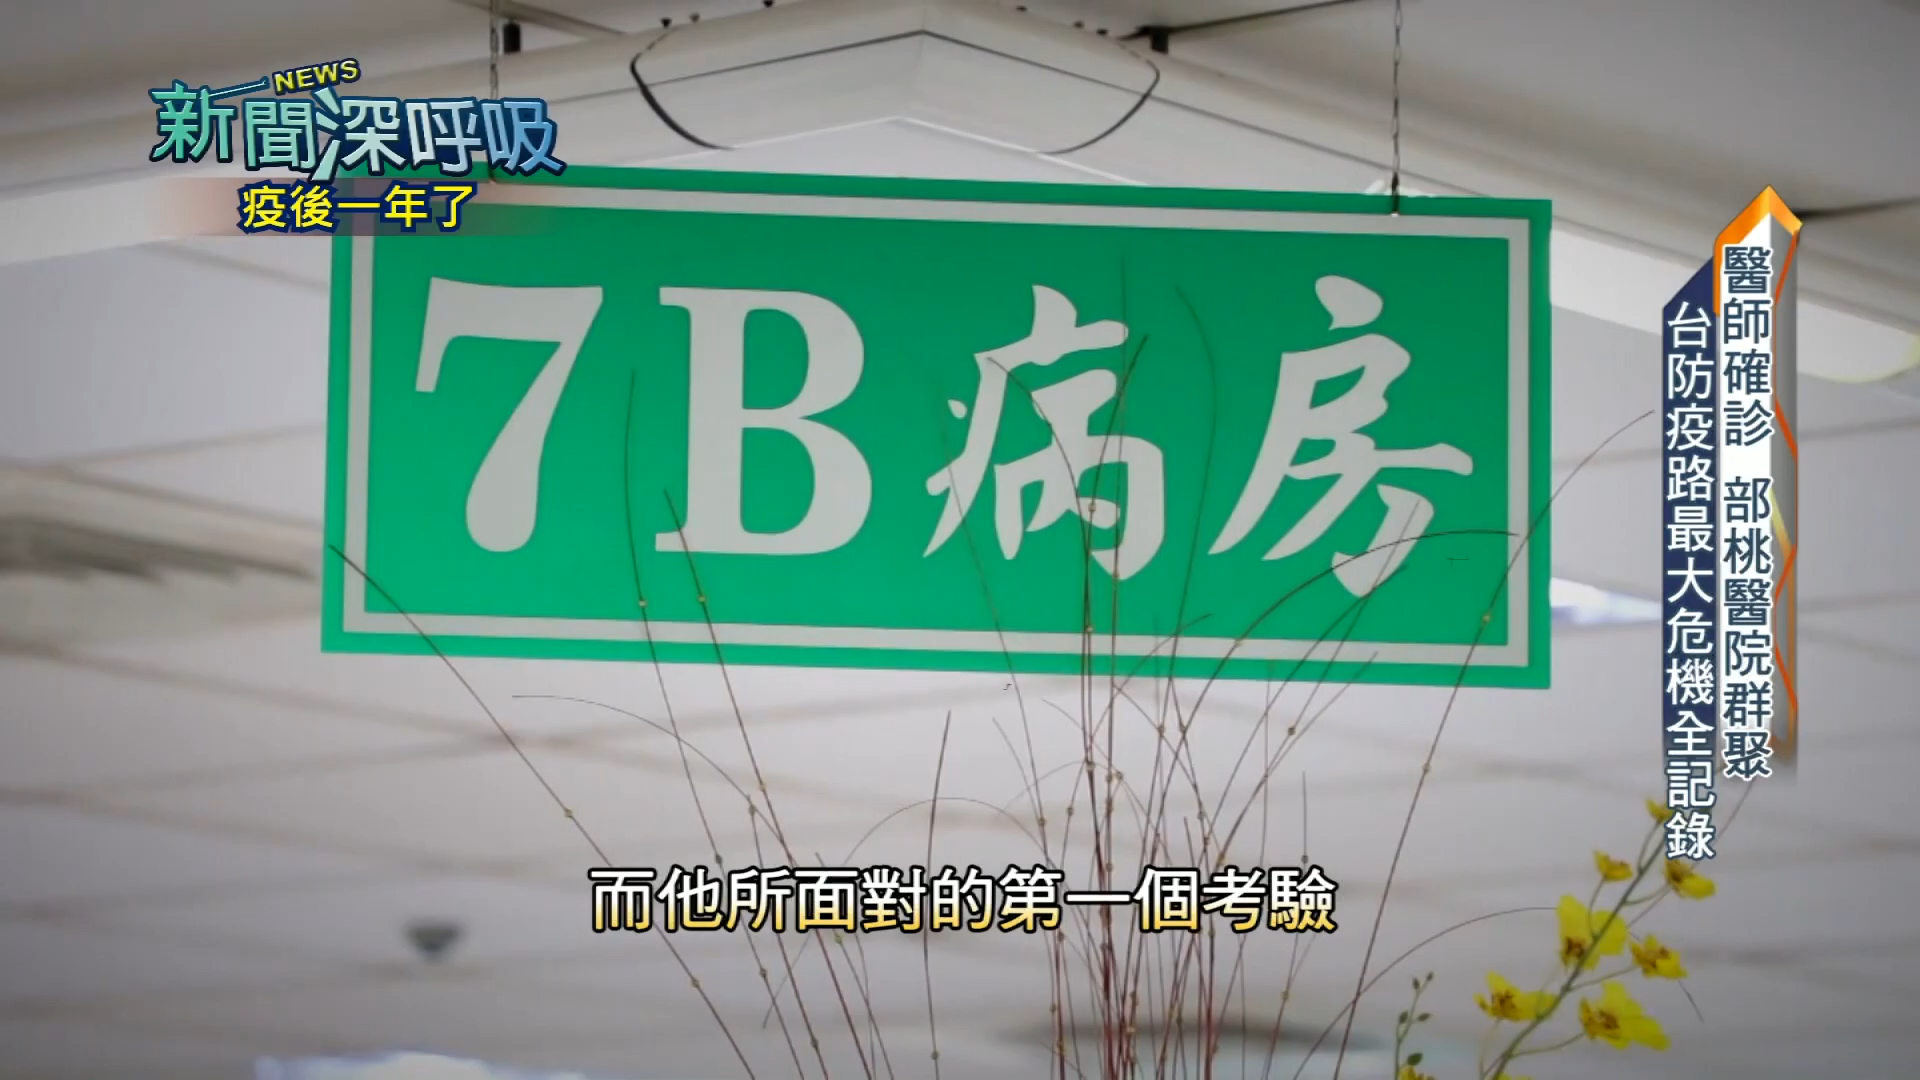 NEWS
新聞深呼吸
疫後一年了
7B病房
醫師確診 部桃醫院群聚
台防疫路最大危機全記錄
而他所面對的第一個考驗